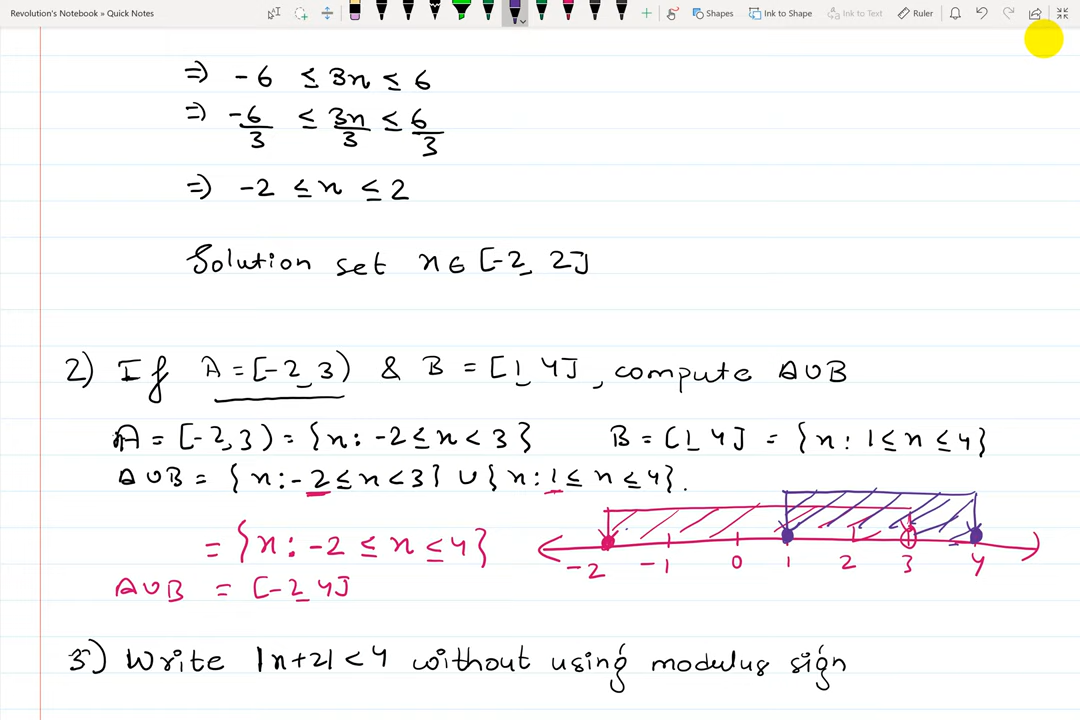 Revolution's Notebook » Quick Notes
Shapes Ink to Shape Ink to Text Ruler
⇒ -6 ≤ 3x ≤ 6
⇒ -6/3 ≤ 3x/3 ≤ 6/3
⇒ -2 ≤ x ≤ 2
Solution set x ∈ [-2, 2]
2) If A = [-2, 3) & B = [1, 4], compute A∪B
A = [-2, 3) = {x: -2 ≤ x < 3} B = [1, 4] = {x: 1 ≤ x ≤ 4}
A∪B = {x: -2 ≤ x < 3} ∪ {x: 1 ≤ x ≤ 4}.
= {x: -2 ≤ x ≤ 4}
-2 -1 0 1 2 3 4
A∪B = [-2, 4]
3) Write |x+2| < 4 without using modulus sign